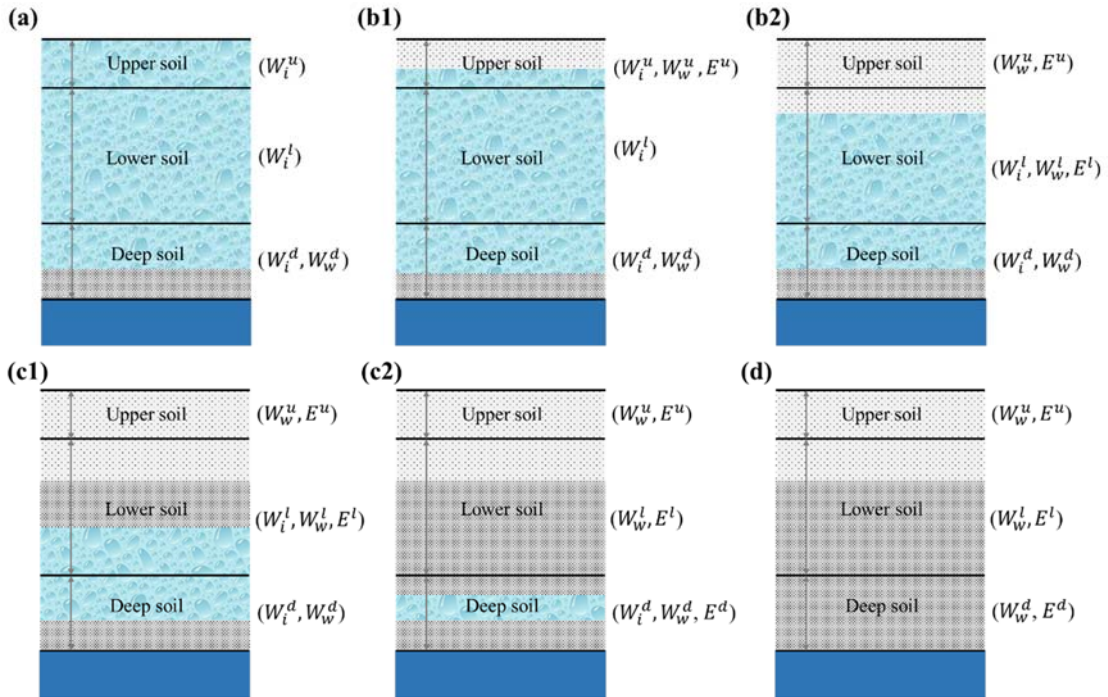 (a)
Upper soil
(W_i^u)
Lower soil
(W_i^l)
Deep soil
(W_i^d, W_w^d)
(b1)
Upper soil
(W_i^u, W_w^u, E^u)
Lower soil
(W_i^l)
Deep soil
(W_i^d, W_w^d)
(b2)
Upper soil
(W_w^u, E^u)
Lower soil
(W_i^l, W_w^l, E^l)
Deep soil
(W_i^d, W_w^d)
(c1)
Upper soil
(W_w^u, E^u)
Lower soil
(W_i^l, W_w^l, E^l)
Deep soil
(W_i^d, W_w^d)
(c2)
Upper soil
(W_w^u, E^u)
Lower soil
(W_w^l, E^l)
Deep soil
(W_i^d, W_w^d, E^d)
(d)
Upper soil
(W_w^u, E^u)
Lower soil
(W_w^l, E^l)
Deep soil
(W_w^d, E^d)